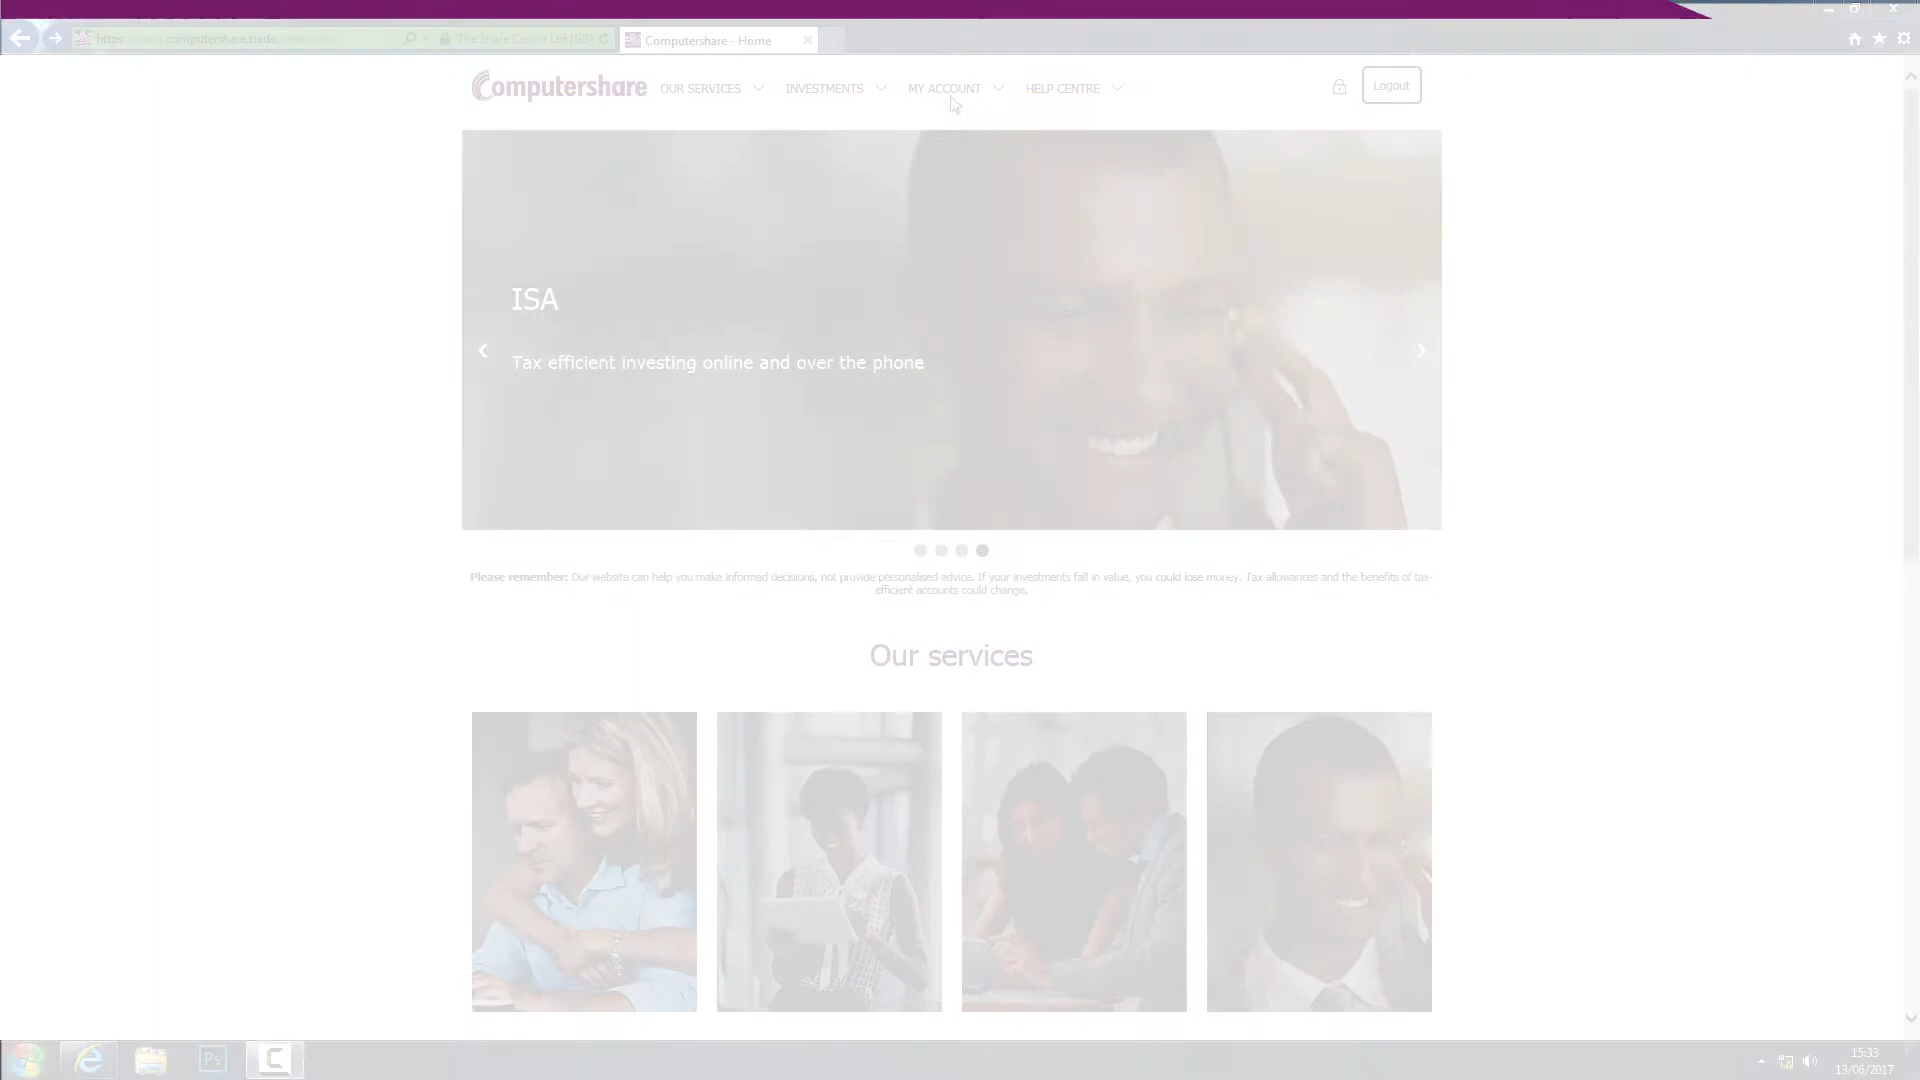 https: computershare.trade
The Share Centre Ltd [GB]
Computershare - Home
Computershare
OUR SERVICES
INVESTMENTS
MY ACCOUNT
HELP CENTRE
Logout
ISA
Tax efficient investing online and over the phone
Please remember: Our website can help you make informed decisions, not provide personalised advice. If your investments fall in value, you could lose money. Tax allowances and the benefits of tax-
efficient accounts could change.
Our services
Ps
15:33
13/06/2017